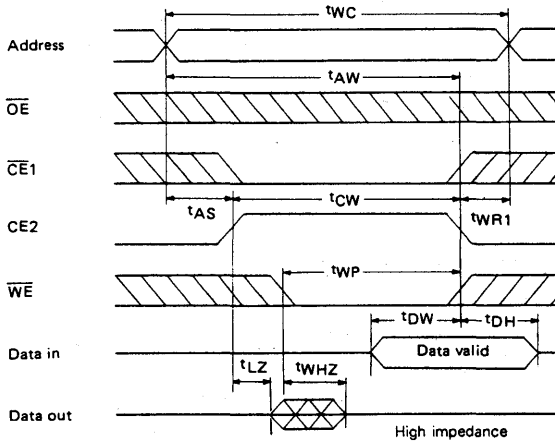 tWC
Address
tAW
OE
CE1
tAS
tCW
tWR1
CE2
tWP
WE
tDW
tDH
Data in
Data valid
tLZ
tWHZ
Data out
High impedance